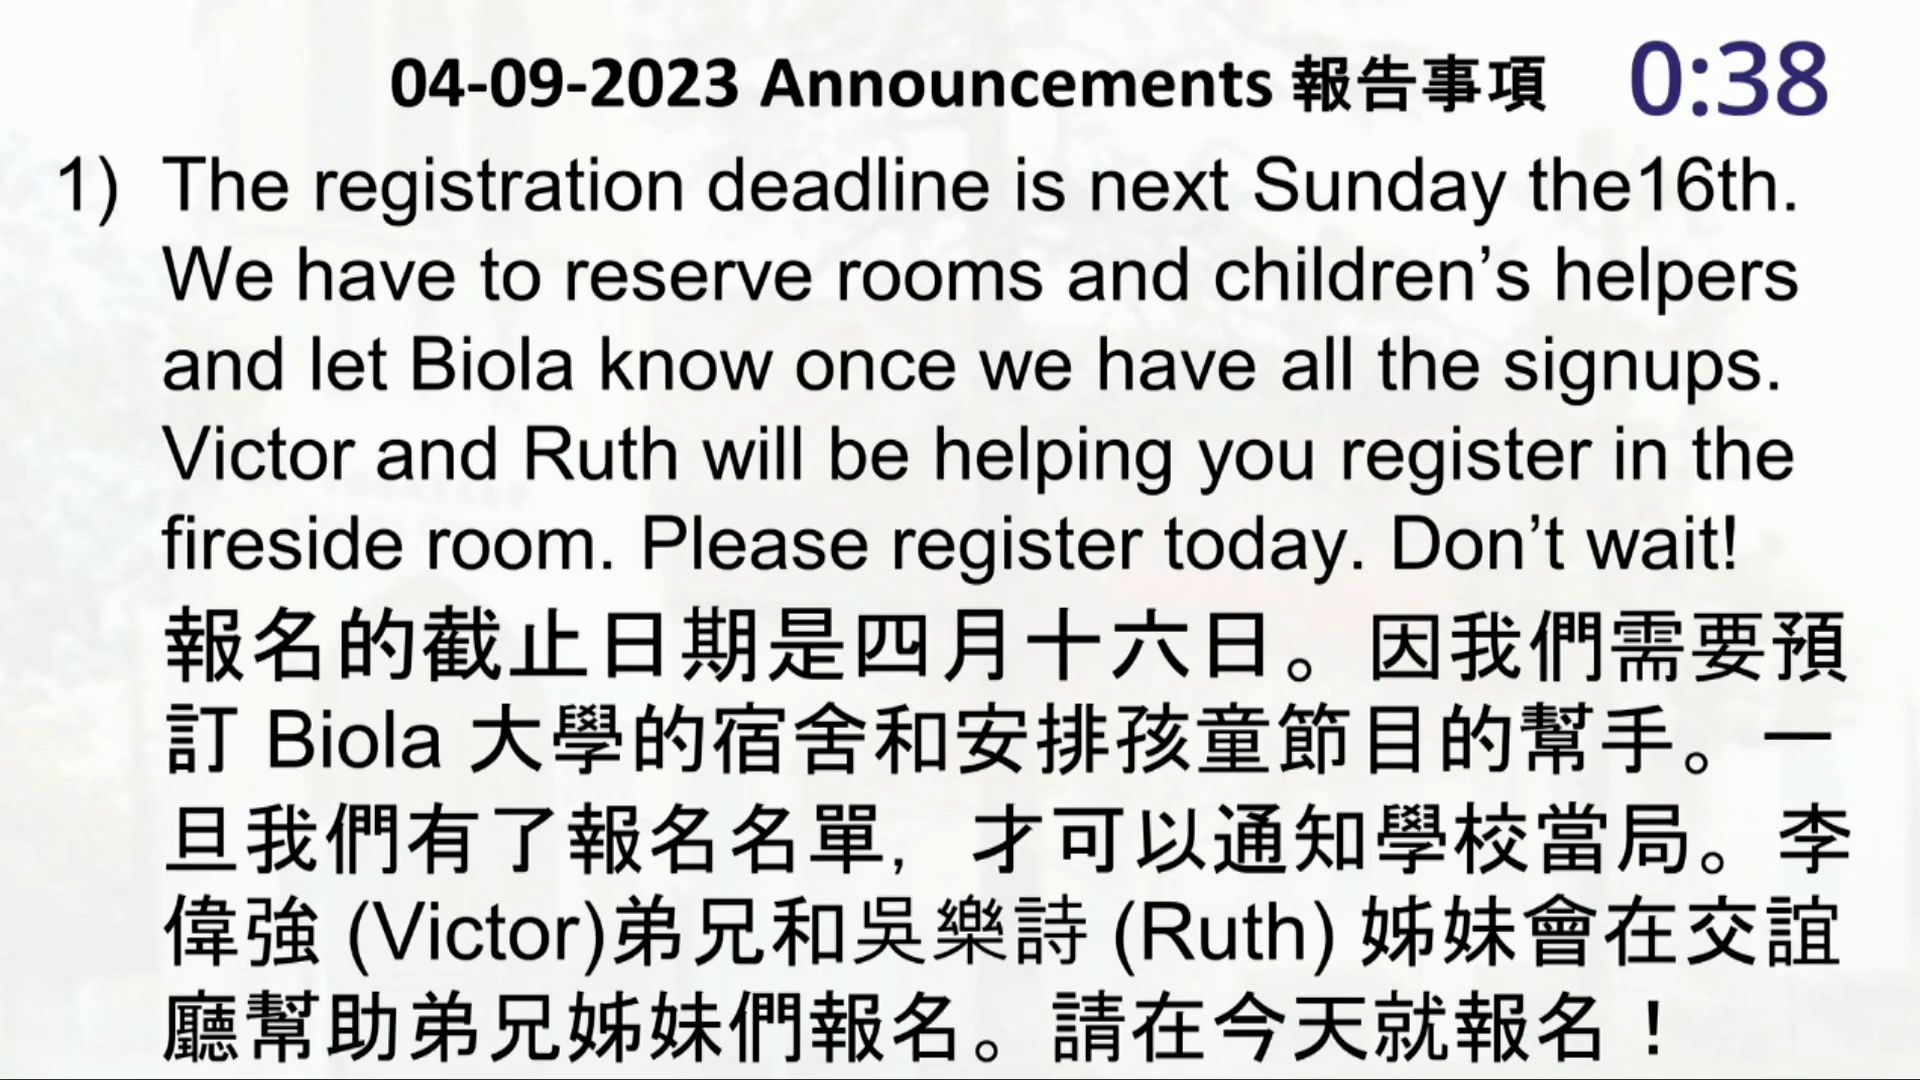 04-09-2023 Announcements 報告事項 0:38
1) The registration deadline is next Sunday the16th.
We have to reserve rooms and children’s helpers
and let Biola know once we have all the signups.
Victor and Ruth will be helping you register in the
fireside room. Please register today. Don’t wait!
報名的截止日期是四月十六日。因我們需要預
訂 Biola 大學的宿舍和安排孩童節目的幫手。一
旦我們有了報名名單, 才可以通知學校當局。李
偉強 (Victor)弟兄和吳樂詩 (Ruth) 姊妹會在交誼
廳幫助弟兄姊妹們報名。請在今天就報名！